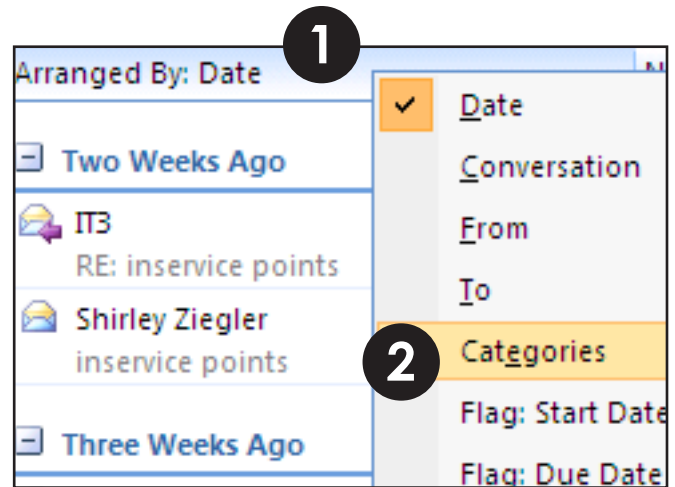 1
Arranged By: Date
Two Weeks Ago
IT3
RE: inservice points
Shirley Ziegler
inservice points
Three Weeks Ago
Date
Conversation
From
To
2
Categories
Flag: Start Date
Flag: Due Date